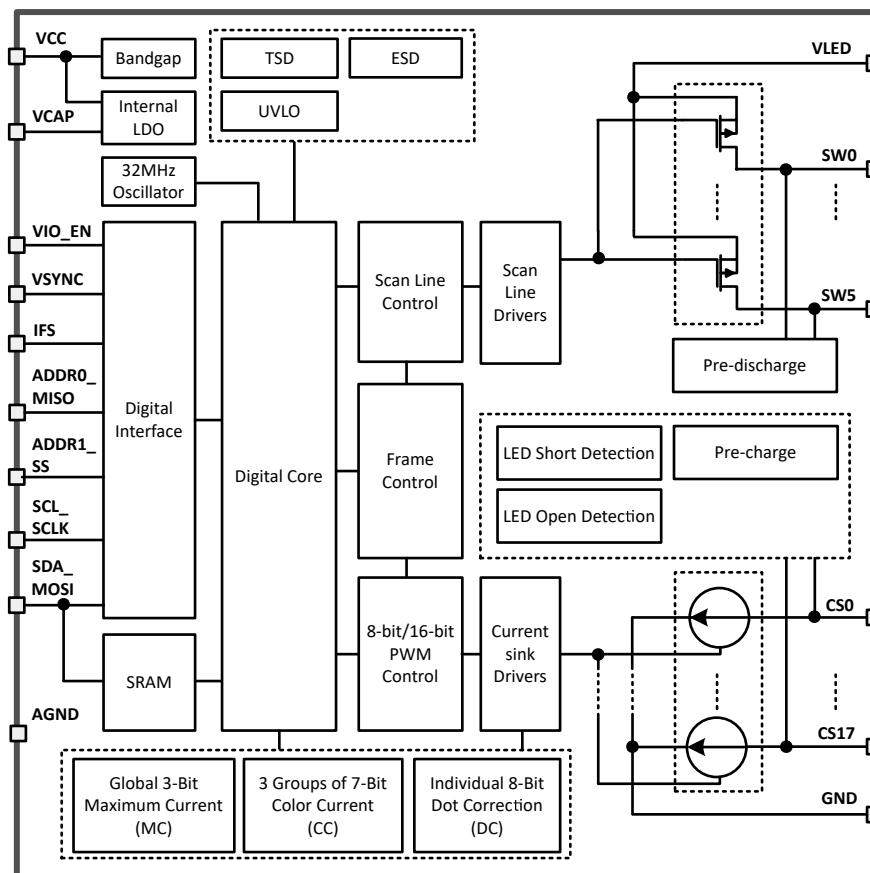 VCC
VCAP
Bandgap
Internal
LDO
32MHz
Oscillator
TSD
ESD
UVLO
VLED
SW0
SW5
VIO_EN
VSYNC
IFS
ADDR0_
MISO
ADDR1_
SS
SCL_
SCLK
SDA_
MOSI
AGND
Digital
Interface
SRAM
Digital Core
Scan Line
Control
Scan
Line
Drivers
Frame
Control
8-bit/16-bit
PWM
Control
Current
sink
Drivers
Pre-discharge
LED Short Detection
Pre-charge
LED Open Detection
CS0
CS17
GND
Global 3-Bit
Maximum Current
(MC)
3 Groups of 7-Bit
Color Current
(CC)
Individual 8-Bit
Dot Correction
(DC)